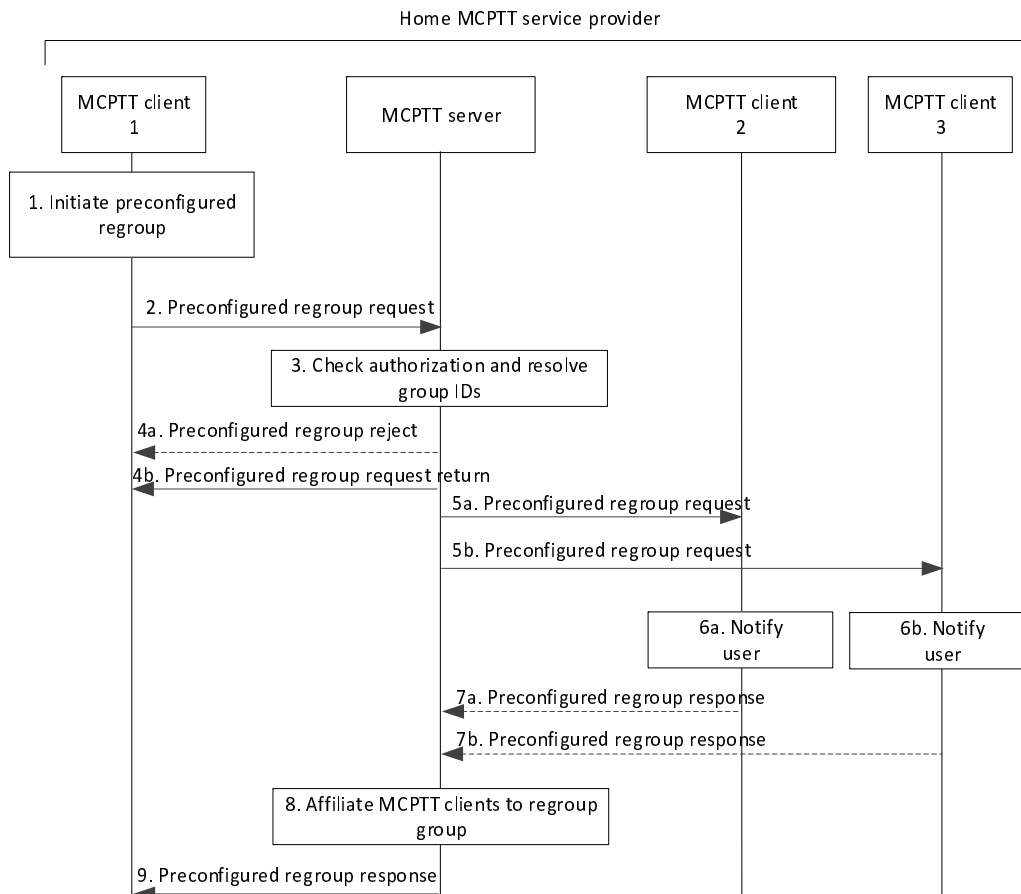 Home MCPTT service provider
MCPTT client
1
MCPTT server
MCPTT client
2
MCPTT client
3
1. Initiate preconfigured
regroup
2. Preconfigured regroup request
3. Check authorization and resolve
group IDs
4a. Preconfigured regroup reject
4b. Preconfigured regroup request return
5a. Preconfigured regroup request
5b. Preconfigured regroup request
6a. Notify
user
6b. Notify
user
7a. Preconfigured regroup response
7b. Preconfigured regroup response
8. Affiliate MCPTT clients to regroup
group
9. Preconfigured regroup response